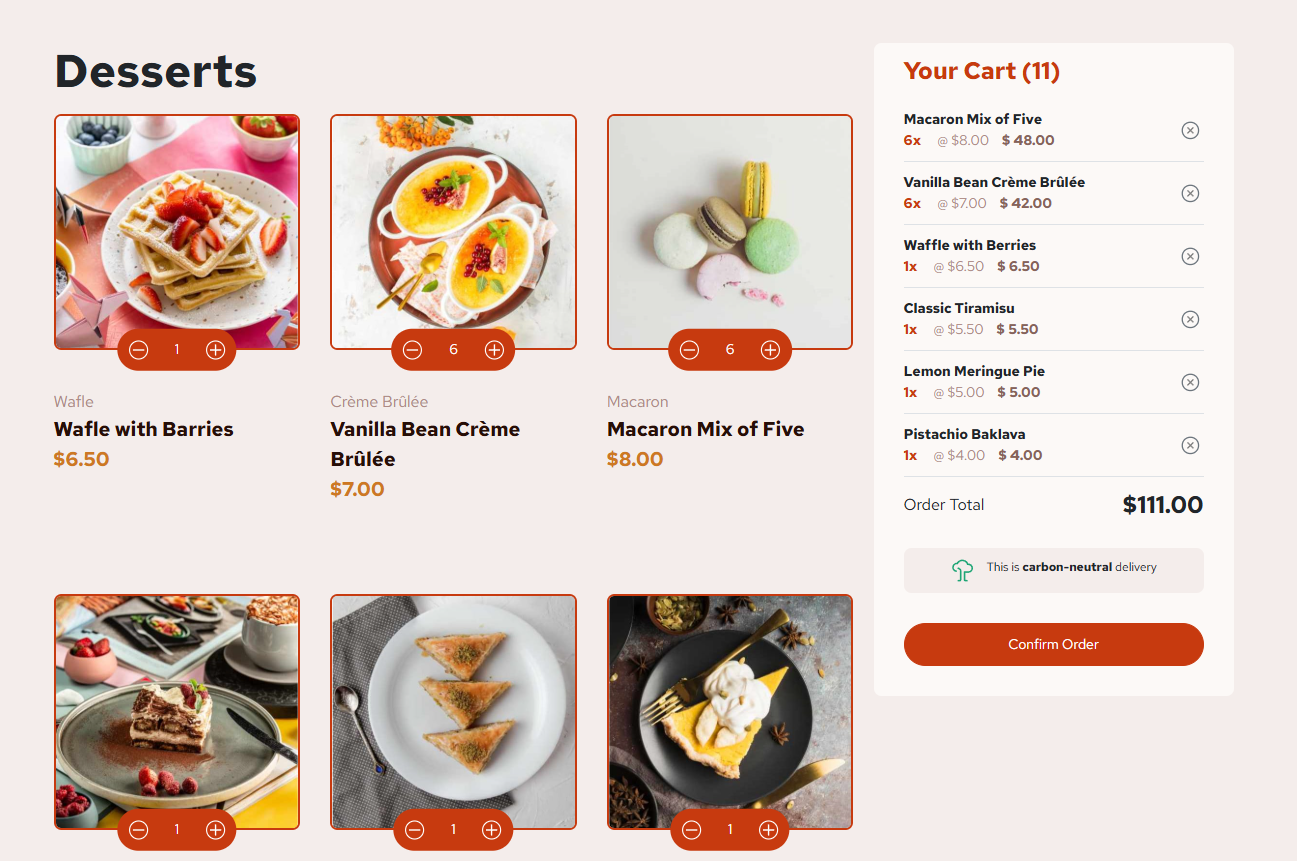 Desserts
1
6
6
Wafle
Wafle with Barries
$6.50
Crème Brûlée
Vanilla Bean Crème
Brûlée
$7.00
Macaron
Macaron Mix of Five
$8.00
1
1
1
Your Cart (11)
Macaron Mix of Five
6x @ $8.00 $ 48.00
Vanilla Bean Crème Brûlée
6x @ $7.00 $ 42.00
Waffle with Berries
1x @ $6.50 $ 6.50
Classic Tiramisu
1x @ $5.50 $ 5.50
Lemon Meringue Pie
1x @ $5.00 $ 5.00
Pistachio Baklava
1x @ $4.00 $ 4.00
Order Total $111.00
This is carbon-neutral delivery
Confirm Order